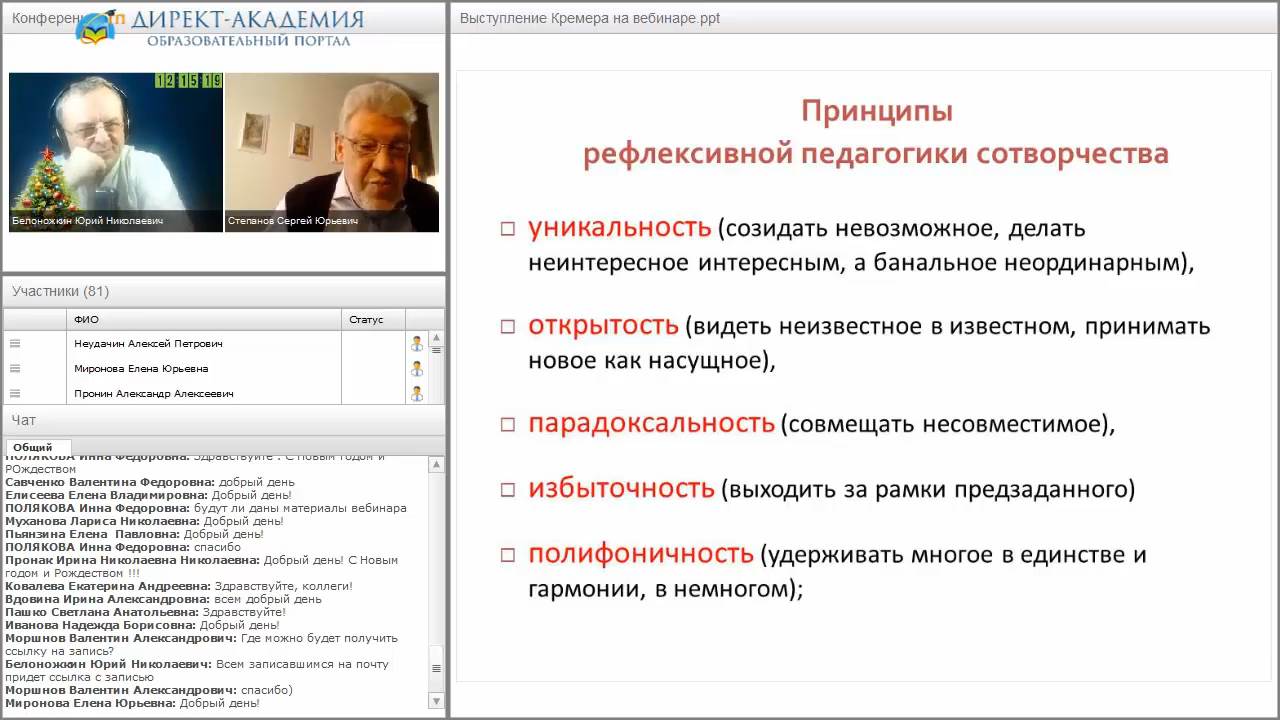 Конферен
ДИРЕКТ-АКАДЕМИЯ
ОБРАЗОВАТЕЛЬНЫЙ ПОРТАЛ
12:15:19
Белоножкин Юрий Николаевич
Степанов Сергей Юрьевич
Участники (81)
ФИО
Статус
Неудачин Алексей Петрович
Миронова Елена Юрьевна
Пронин Александр Алексеевич
Чат
Общий
ПОЛЯКОВА Инна Федоровна: Здравствуйте . С Новым годом и
РОждеством
Савченко Валентина Федоровна: добрый день
Елисеева Елена Владимировна: Добрый день!
ПОЛЯКОВА Инна Федоровна: будут ли даны материалы вебинара
Муханова Лариса Николаевна: Добрый день!
Пьянзина Елена Павловна: Добрый день!
ПОЛЯКОВА Инна Федоровна: спасибо
Пронак Ирина Николаевна Николаевна: Добрый день! С Новым
годом и Рождеством !!!
Ковалева Екатерина Андреевна: Здравствуйте, коллеги!
Вдовина Ирина Александровна: всем добрый день
Пашко Светлана Анатольевна: Здравствуйте!
Иванова Надежда Борисовна: Добрый день!
Моршнов Валентин Александрович: Где можно будет получить
ссылку на запись?
Белоножкин Юрий Николаевич: Всем записавшимся на почту
придет ссылка с записью
Моршнов Валентин Александрович: спасибо)
Миронова Елена Юрьевна: Добрый день!
Выступление Кремера на вебинаре.ppt
Принципы
рефлексивной педагогики сотворчества
уникальность (созидать невозможное, делать
неинтересное интересным, а банальное неординарным),
открытость (видеть неизвестное в известном, принимать
новое как насущное),
парадоксальность (совмещать несовместимое),
избыточность (выходить за рамки предзаданного)
полифоничность (удерживать многое в единстве и
гармонии, в немногом);